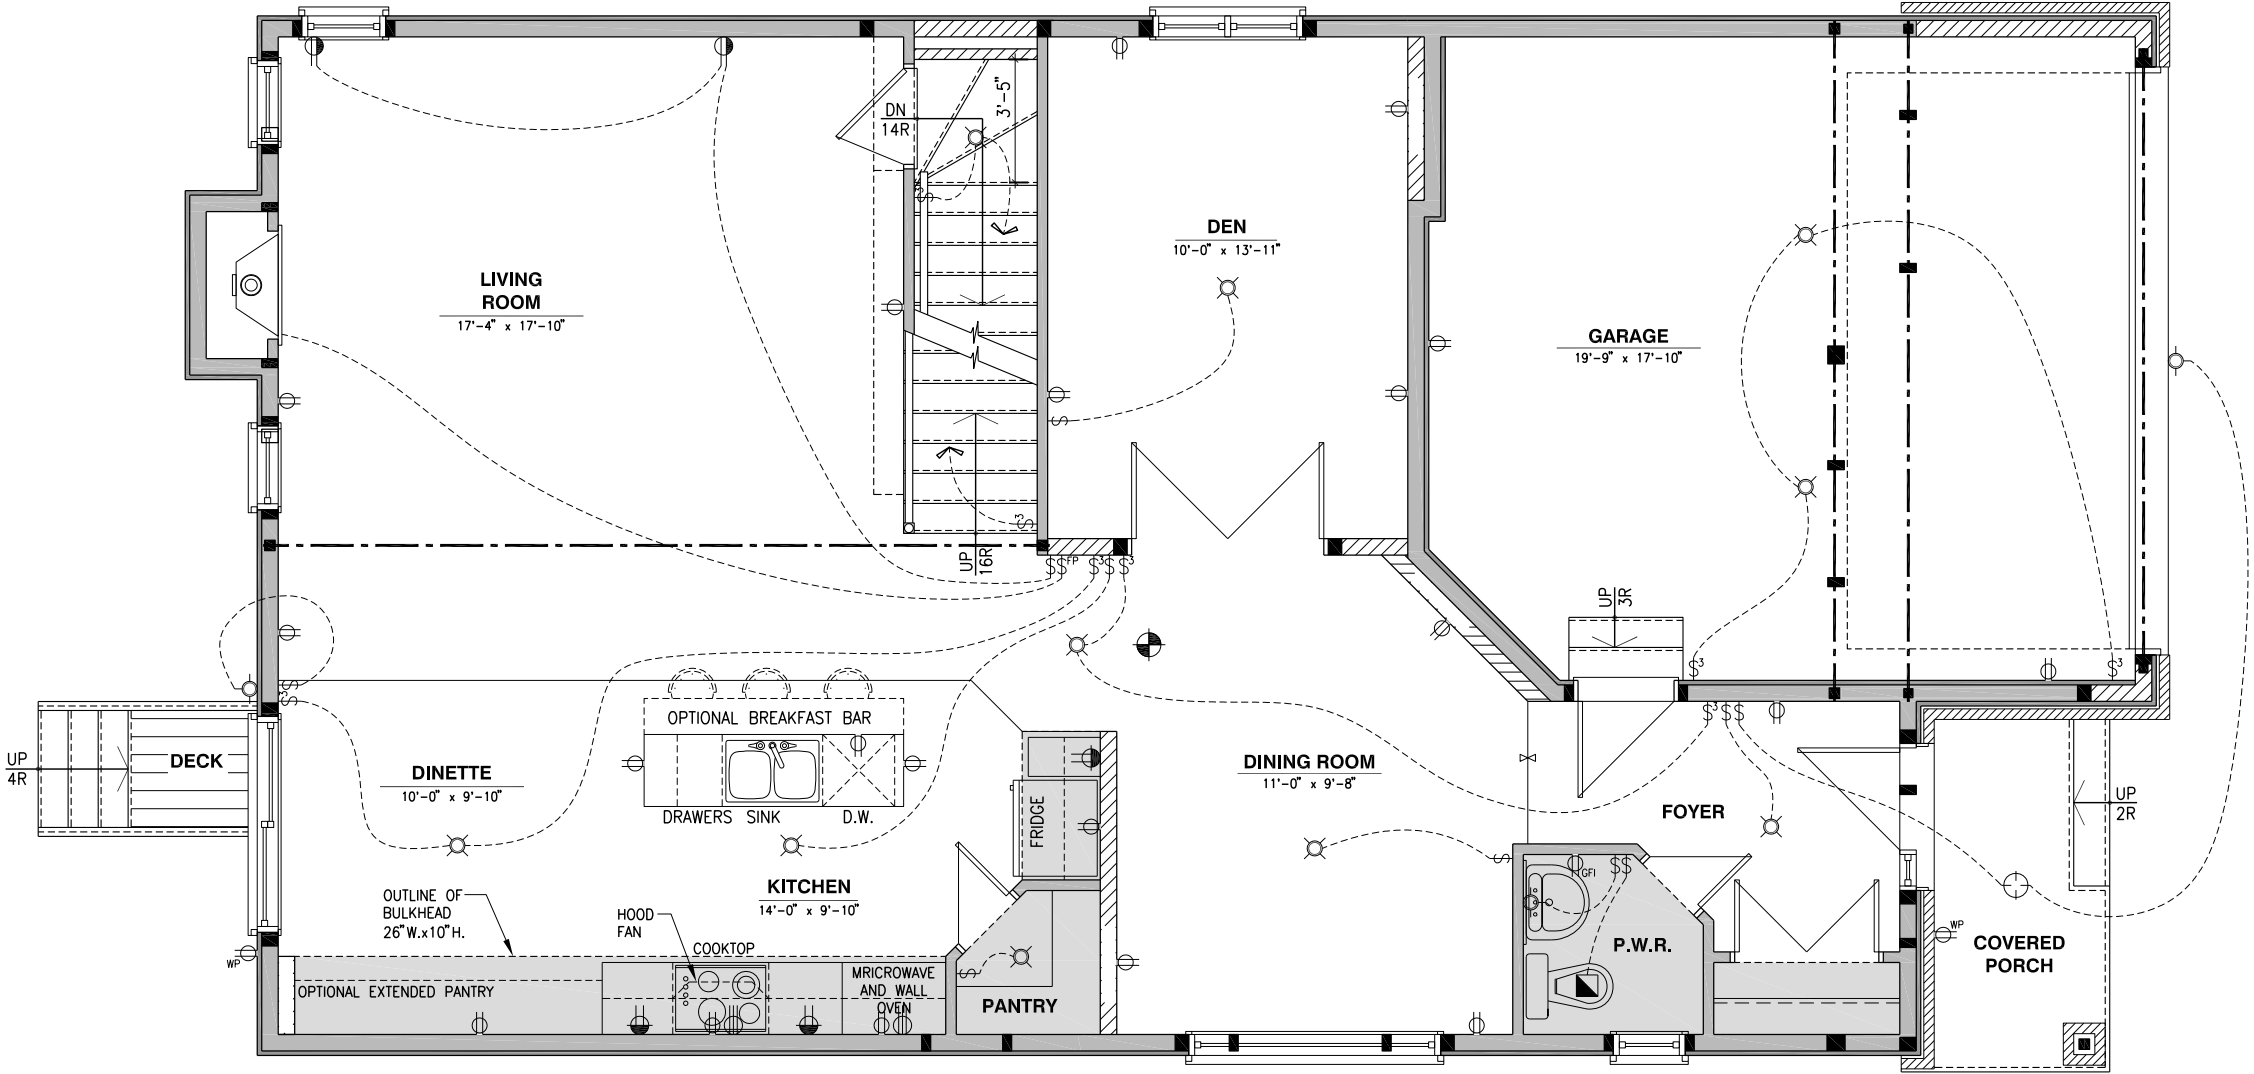 DN
14R
3'-5"
DEN
10'-0" x 13'-11"
LIVING
ROOM
17'-4" x 17'-10"
GARAGE
19'-9" x 17'-10"
UP
16R
$3
$3
$
$
$
FP
$3
$
$3
UP
3R
$3
$3
$
$3
OPTIONAL BREAKFAST BAR
$3
$
$
DECK
UP
4R
DINETTE
10'-0" x 9'-10"
DRAWERS
SINK
D.W.
FRIDGE
DINING ROOM
11'-0" x 9'-8"
FOYER
UP
2R
$
GFI
$$
OUTLINE OF
BULKHEAD
26"W.x10"H.
HOOD
FAN
KITCHEN
14'-0" x 9'-10"
COOKTOP
WP
OPTIONAL EXTENDED PANTRY
MRICROWAVE
AND WALL
OVEN
$
PANTRY
P.W.R.
WP
COVERED
PORCH